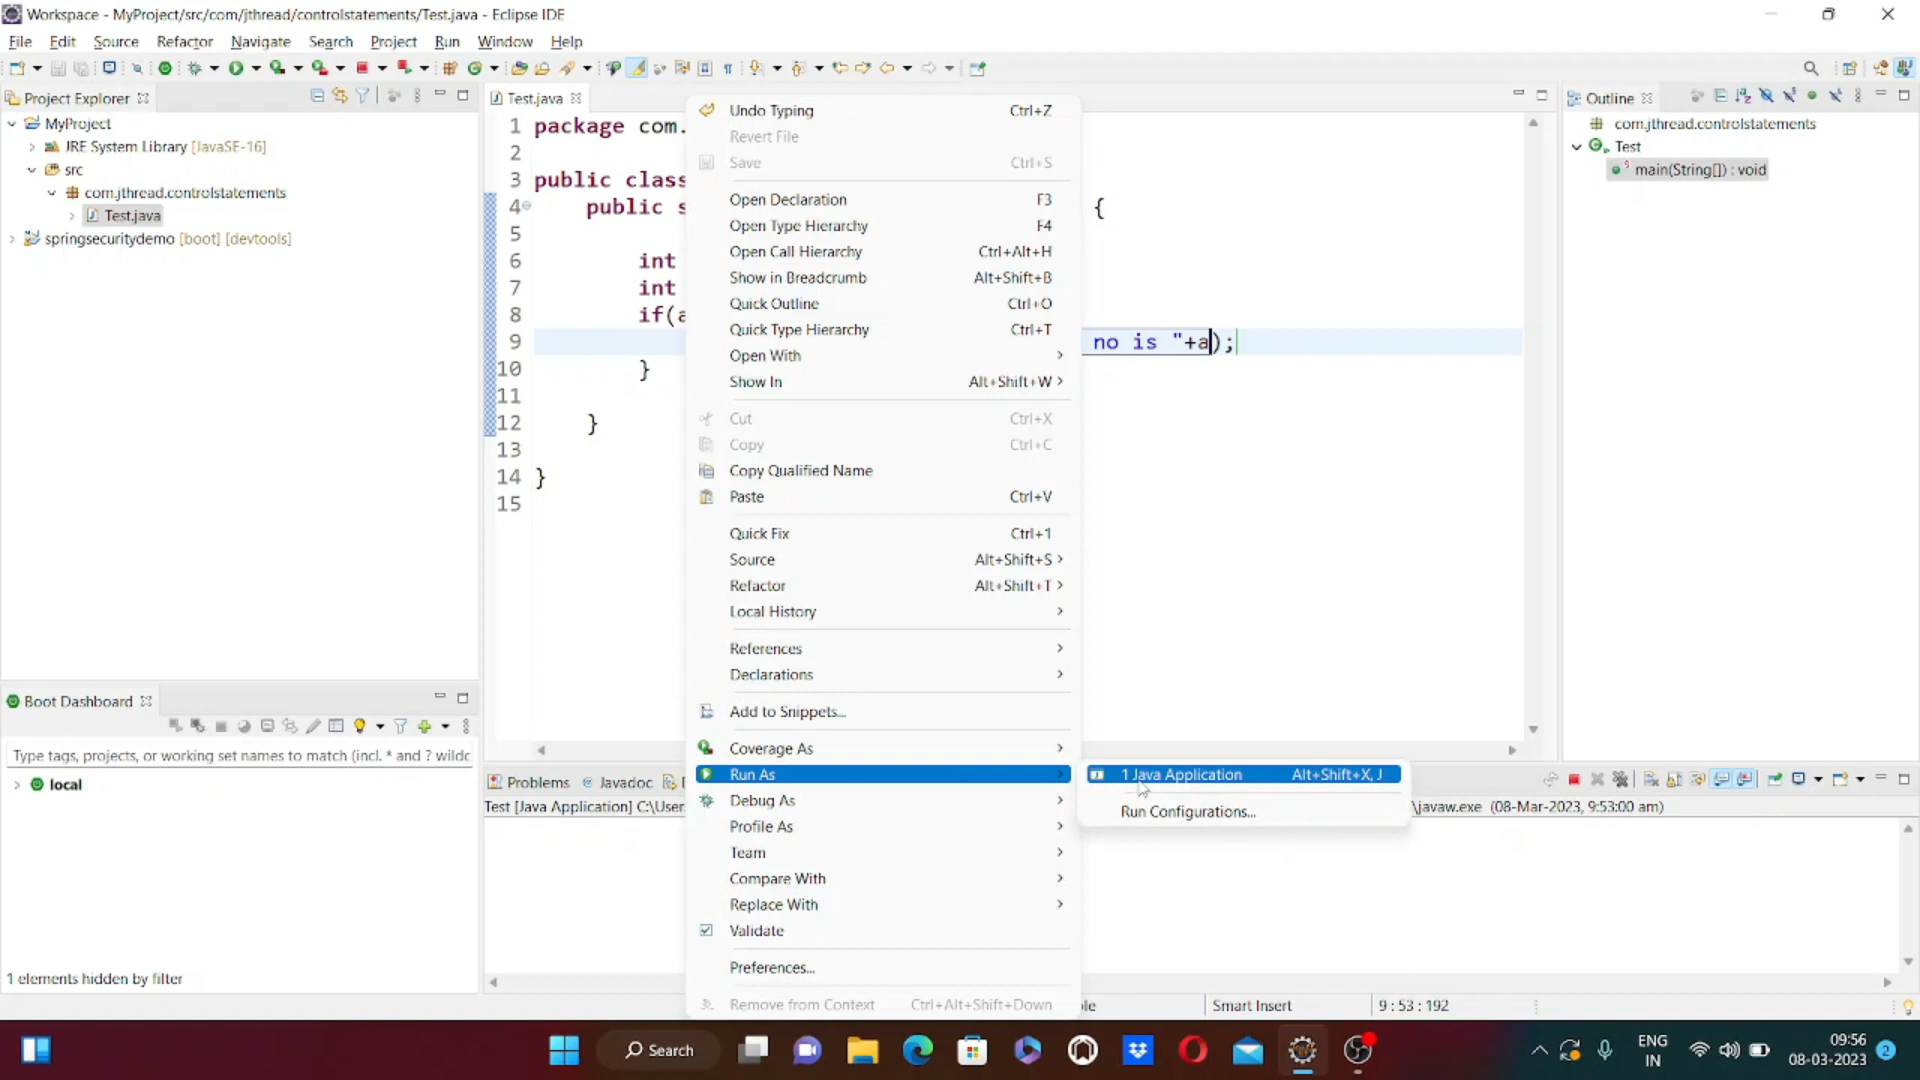 Workspace - MyProject/src/com/jthread/controlstatements/Test.java - Eclipse IDE
File Edit Source Refactor Navigate Search Project Run Window Help
Project Explorer
MyProject
JRE System Library [JavaSE-16]
src
com.jthread.controlstatements
Test.java
springsecuritydemo [boot] [devtools]
Test.java
1 package com.
2
3 public class
4 public s {
5
6 int
7 int
8 if(a
9 no is "+a);
10 }
11
12 }
13
14 }
15
Undo Typing Ctrl+Z
Revert File
Save Ctrl+S
Open Declaration F3
Open Type Hierarchy F4
Open Call Hierarchy Ctrl+Alt+H
Show in Breadcrumb Alt+Shift+B
Quick Outline Ctrl+O
Quick Type Hierarchy Ctrl+T
Open With
Show In Alt+Shift+W
Cut Ctrl+X
Copy Ctrl+C
Copy Qualified Name
Paste Ctrl+V
Quick Fix Ctrl+1
Source Alt+Shift+S
Refactor Alt+Shift+T
Local History
References
Declarations
Add to Snippets...
Coverage As
Run As
Debug As
Profile As
Team
Compare With
Replace With
Validate
Preferences...
Remove from Context Ctrl+Alt+Shift+Down
1 Java Application Alt+Shift+X, J
Run Configurations...
Outline
com.jthread.controlstatements
Test
main(String[]) : void
Boot Dashboard
Type tags, projects, or working set names to match (incl. * and ? wildc
local
1 elements hidden by filter
Problems Javadoc
Test [Java Application] C:\User \javaw.exe (08-Mar-2023, 9:53:00 am)
Smart Insert 9 : 53 : 192
Search
ENG
IN
09:56
08-03-2023
2